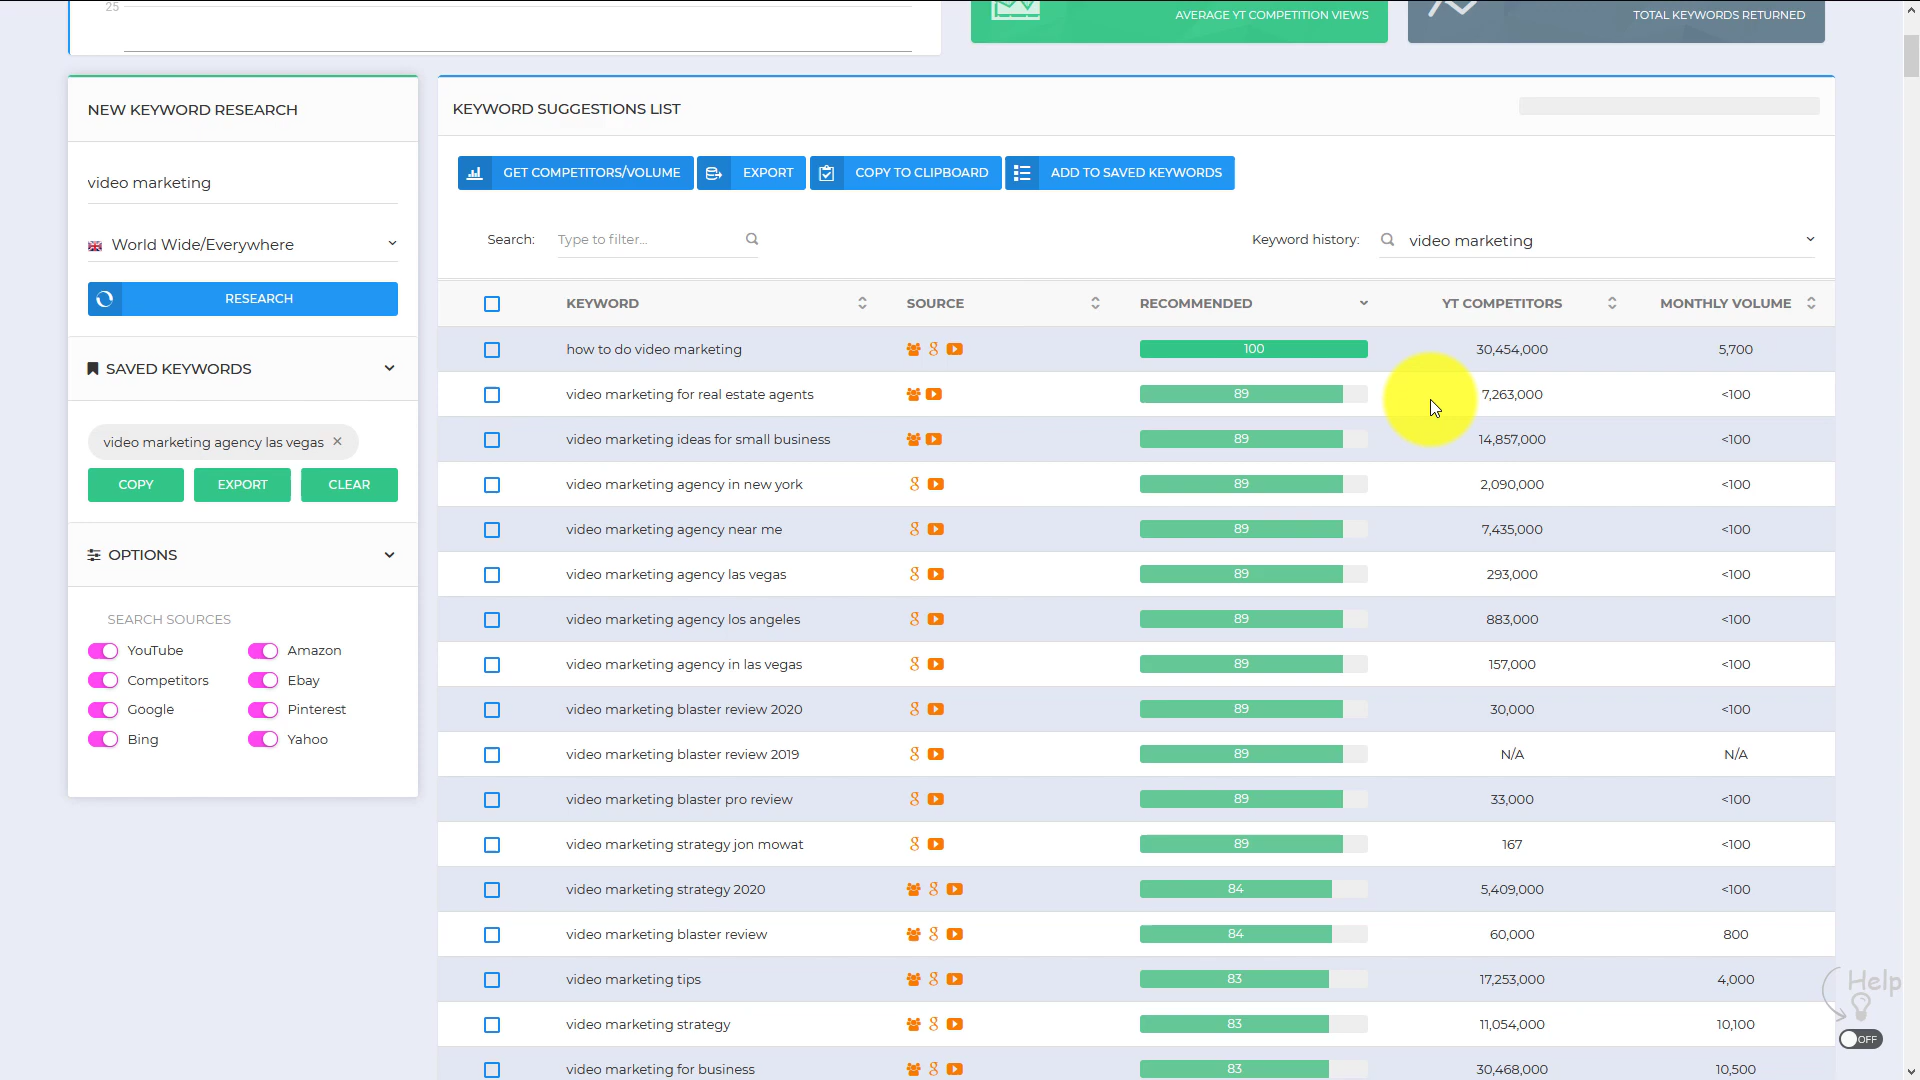 25
AVERAGE YT COMPETITION VIEWS
TOTAL KEYWORDS RETURNED
NEW KEYWORD RESEARCH
video marketing
World Wide/Everywhere
RESEARCH
SAVED KEYWORDS
video marketing agency las vegas ×
COPY EXPORT CLEAR
OPTIONS
SEARCH SOURCES
YouTube Amazon
Competitors Ebay
Google Pinterest
Bing Yahoo
KEYWORD SUGGESTIONS LIST
GET COMPETITORS/VOLUME EXPORT COPY TO CLIPBOARD ADD TO SAVED KEYWORDS
Search: Type to filter... Keyword history: video marketing
KEYWORD SOURCE RECOMMENDED YT COMPETITORS MONTHLY VOLUME
how to do video marketing 100 30,454,000 5,700
video marketing for real estate agents 89 7,263,000 <100
video marketing ideas for small business 89 14,857,000 <100
video marketing agency in new york 89 2,090,000 <100
video marketing agency near me 89 7,435,000 <100
video marketing agency las vegas 89 293,000 <100
video marketing agency los angeles 89 883,000 <100
video marketing agency in las vegas 89 157,000 <100
video marketing blaster review 2020 89 30,000 <100
video marketing blaster review 2019 89 N/A N/A
video marketing blaster pro review 89 33,000 <100
video marketing strategy jon mowat 89 167 <100
video marketing strategy 2020 84 5,409,000 <100
video marketing blaster review 84 60,000 800
video marketing tips 83 17,253,000 4,000
video marketing strategy 83 11,054,000 10,100
video marketing for business 83 30,468,000 10,500
Help
OFF